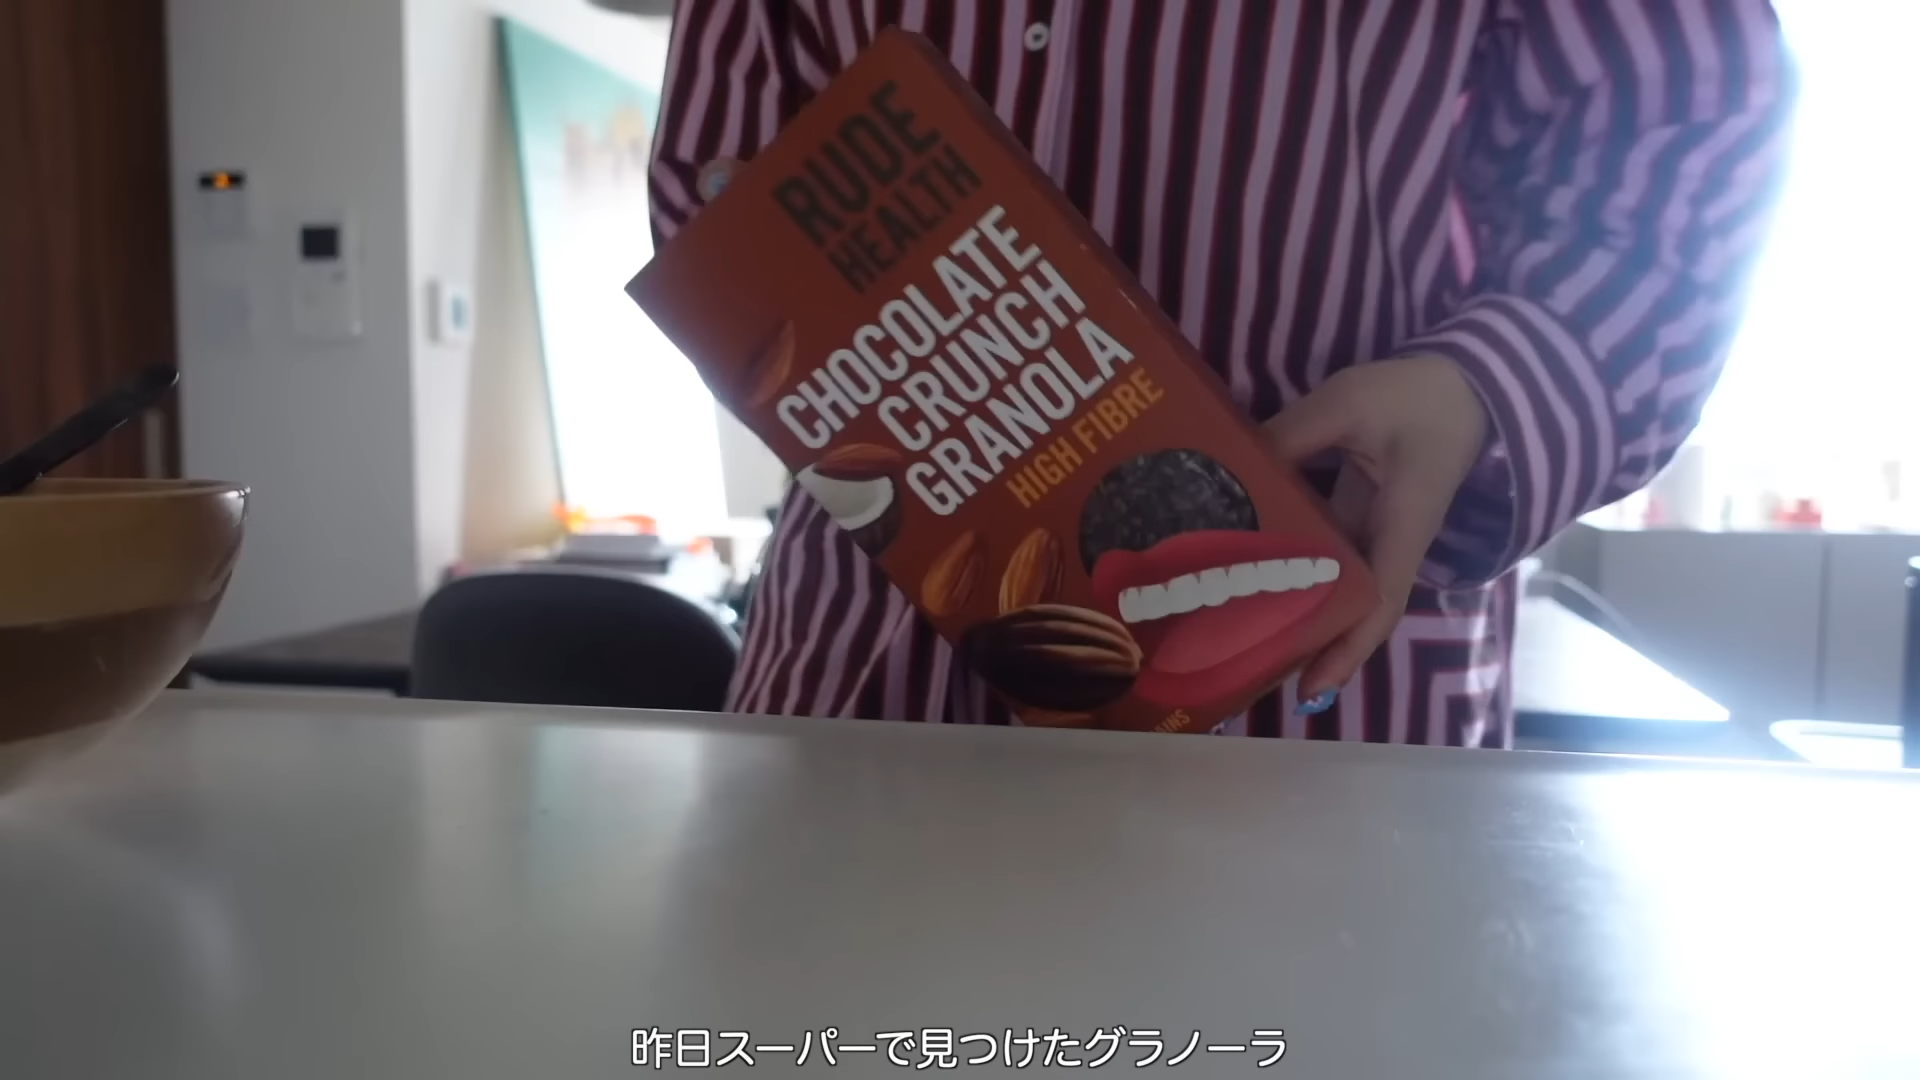 RUDE
HEALTH
CHOCOLATE
CRUNCH
GRANOLA
HIGH FIBRE
昨日スーパーで見つけたグラノーラ